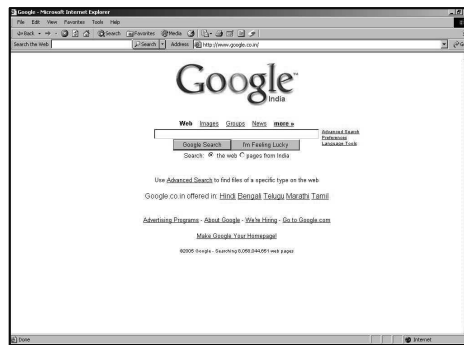 Google - Microsoft Internet Explorer
File Edit View Favorites Tools Help
Back Search Favorites Media
Search the Web Search Address http://www.google.co.in/
Google™
India
Web Images Groups News more »
Advanced Search
Preferences
Language Tools
Google Search I'm Feeling Lucky
Search: the web pages from India
Use Advanced Search to find files of a specific type on the web
Google.co.in offered in: Hindi Bengali Telugu Marathi Tamil
Advertising Programs - About Google - We're Hiring - Go to Google.com
Make Google Your Homepage!
©2005 Google - Searching 8,058,044,651 web pages
Done Internet